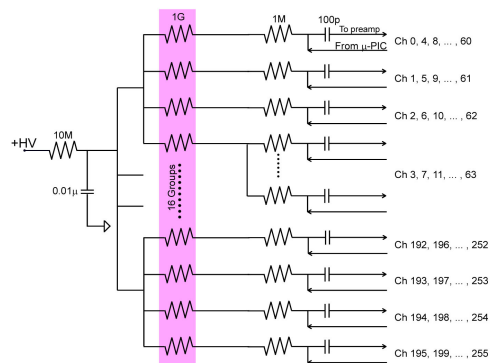 1G
1M
100p
To preamp
From μ-PIC
Ch 0, 4, 8, ... , 60
Ch 1, 5, 9, ... , 61
Ch 2, 6, 10, ... , 62
+HV
10M
0.01μ
16 Groups
Ch 3, 7, 11, ... , 63
Ch 192, 196, ... , 252
Ch 193, 197, ... , 253
Ch 194, 198, ... , 254
Ch 195, 199, ... , 255